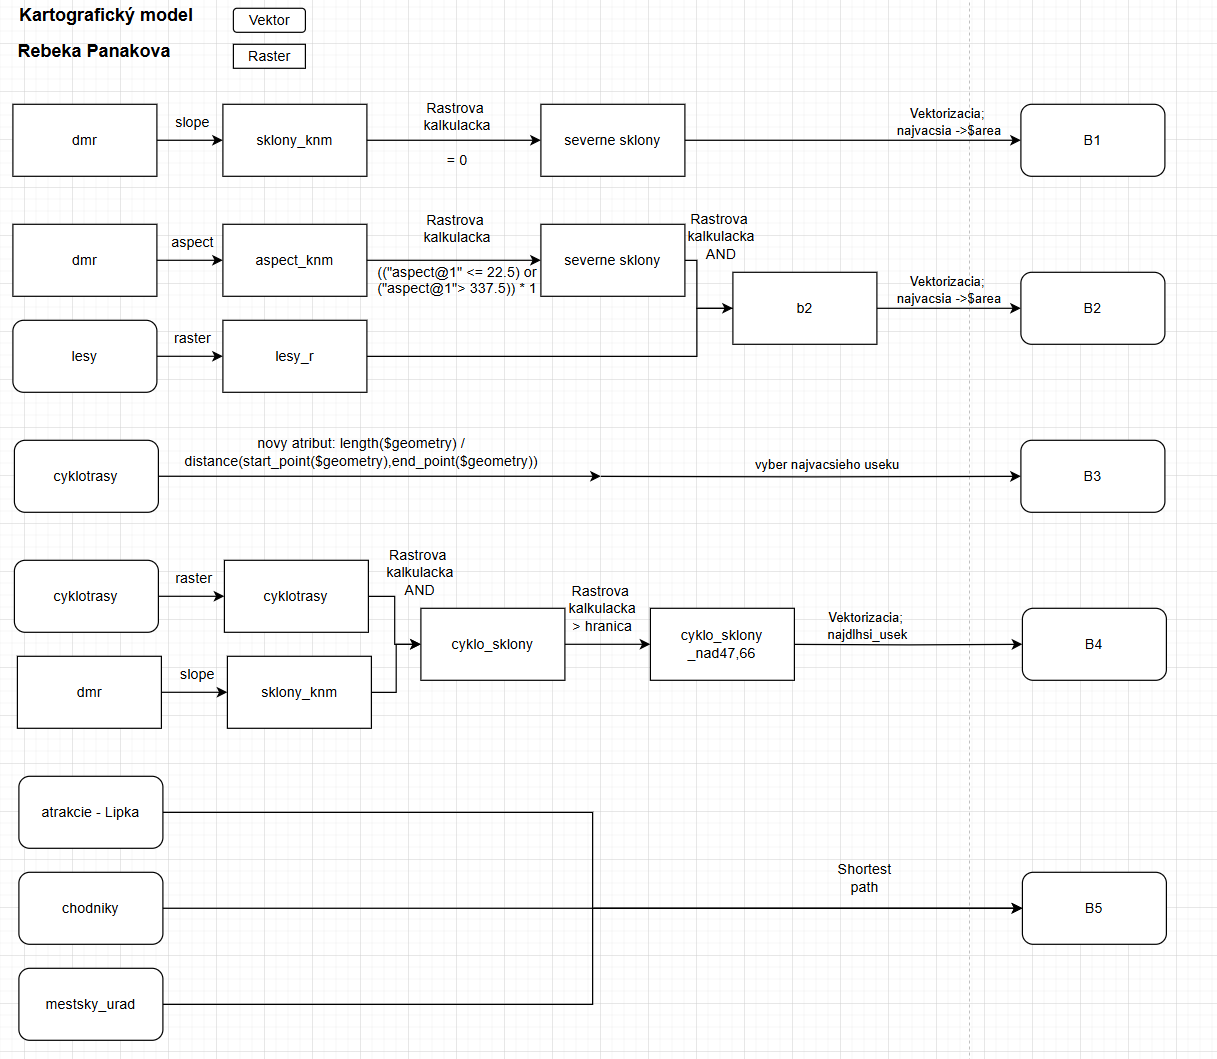 Kartografický model
Vektor
Rebeka Panakova
Raster
dmr
slope
sklony_knm
Rastrova
kalkulacka
= 0
severne sklony
Vektorizacia;
najvacsia ->$area
B1
dmr
aspect
aspect_knm
Rastrova
kalkulacka
(("aspect@1" <= 22.5) or
("aspect@1"> 337.5)) * 1
severne sklony
Rastrova
kalkulacka
AND
lesy
raster
lesy_r
b2
Vektorizacia;
najvacsia ->$area
B2
cyklotrasy
novy atribut: length($geometry) /
distance(start_point($geometry),end_point($geometry))
vyber najvacsieho useku
B3
cyklotrasy
raster
cyklotrasy
Rastrova
kalkulacka
AND
dmr
slope
sklony_knm
cyklo_sklony
Rastrova
kalkulacka
> hranica
cyklo_sklony
_nad47,66
Vektorizacia;
najdlhsi_usek
B4
atrakcie - Lipka
chodniky
mestsky_urad
Shortest
path
B5